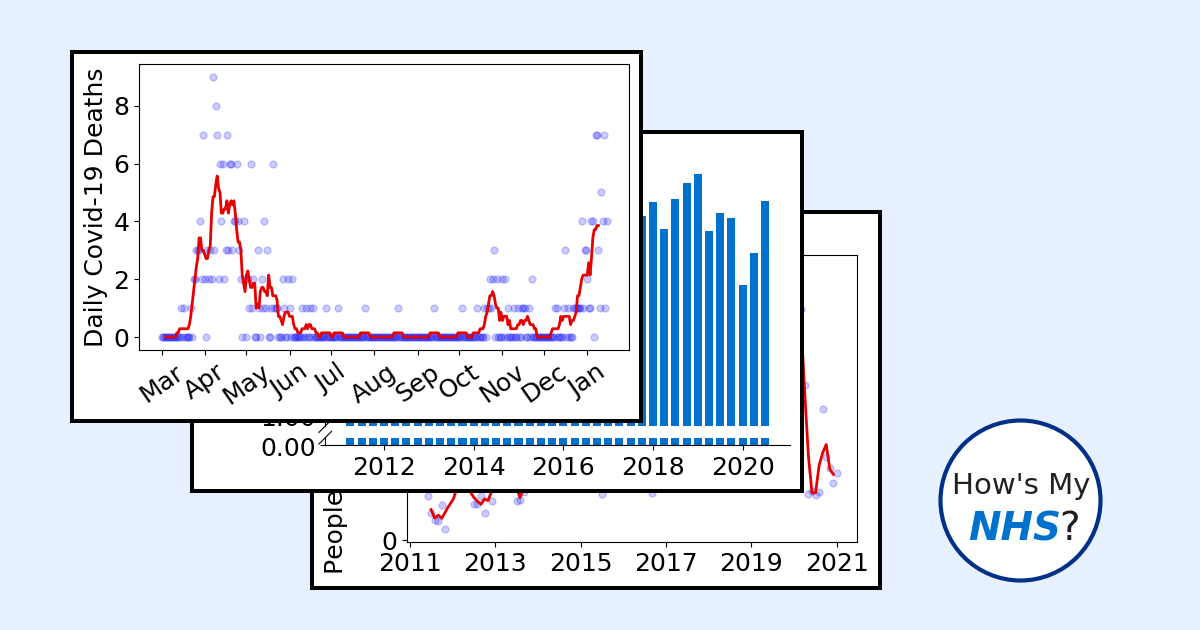 Daily Covid-19 Deaths
8
6
4
2
0
Mar Apr May Jun Jul Aug Sep Oct Nov Dec Jan
0.00
2012 2014 2016 2018 2020
People
0
2011 2013 2015 2017 2019 2021
How's My
NHS?